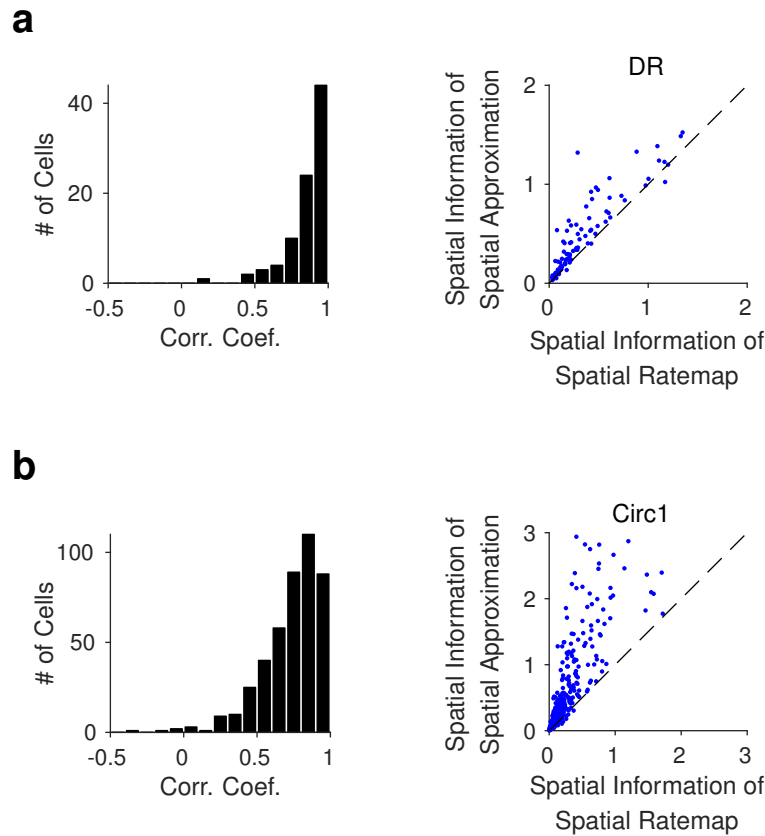 a
# of Cells
40
20
0
-0.5
0
0.5
1
Corr. Coef.
DR
Spatial Information of
Spatial Approximation
2
1
0
0
1
2
Spatial Information of
Spatial Ratemap
b
# of Cells
100
50
0
-0.5
0
0.5
1
Corr. Coef.
Circ1
Spatial Information of
Spatial Approximation
3
2
1
0
0
1
2
3
Spatial Information of
Spatial Ratemap